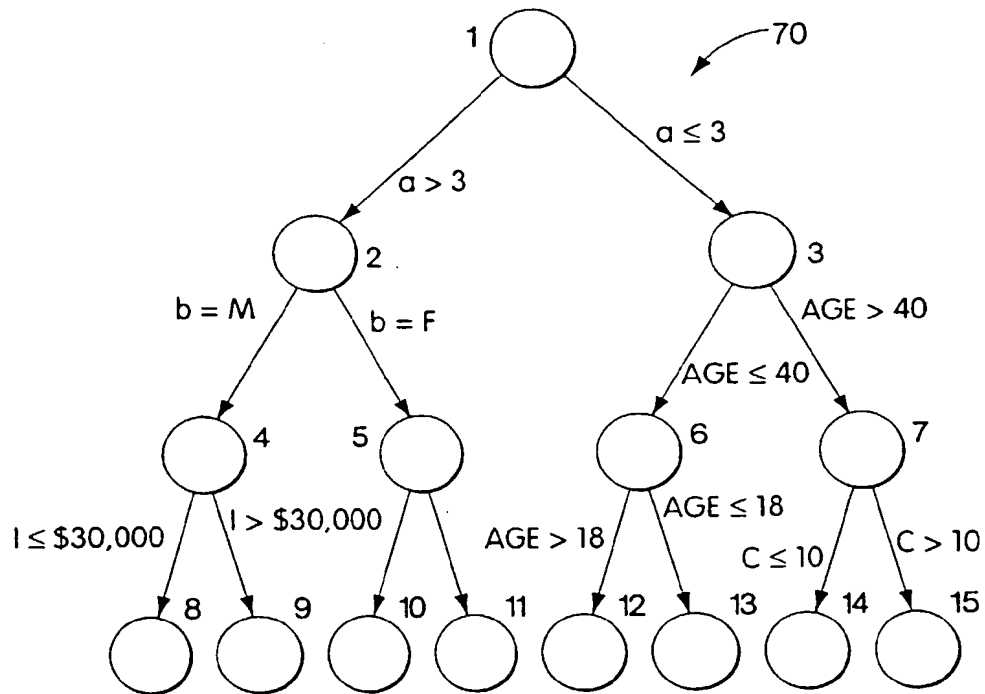 1
70
a ≤ 3
a > 3
2
3
b = M
b = F
AGE > 40
AGE ≤ 40
4
5
6
7
I ≤ $30,000
I > $30,000
AGE > 18
AGE ≤ 18
C ≤ 10
C > 10
8
9
10
11
12
13
14
15